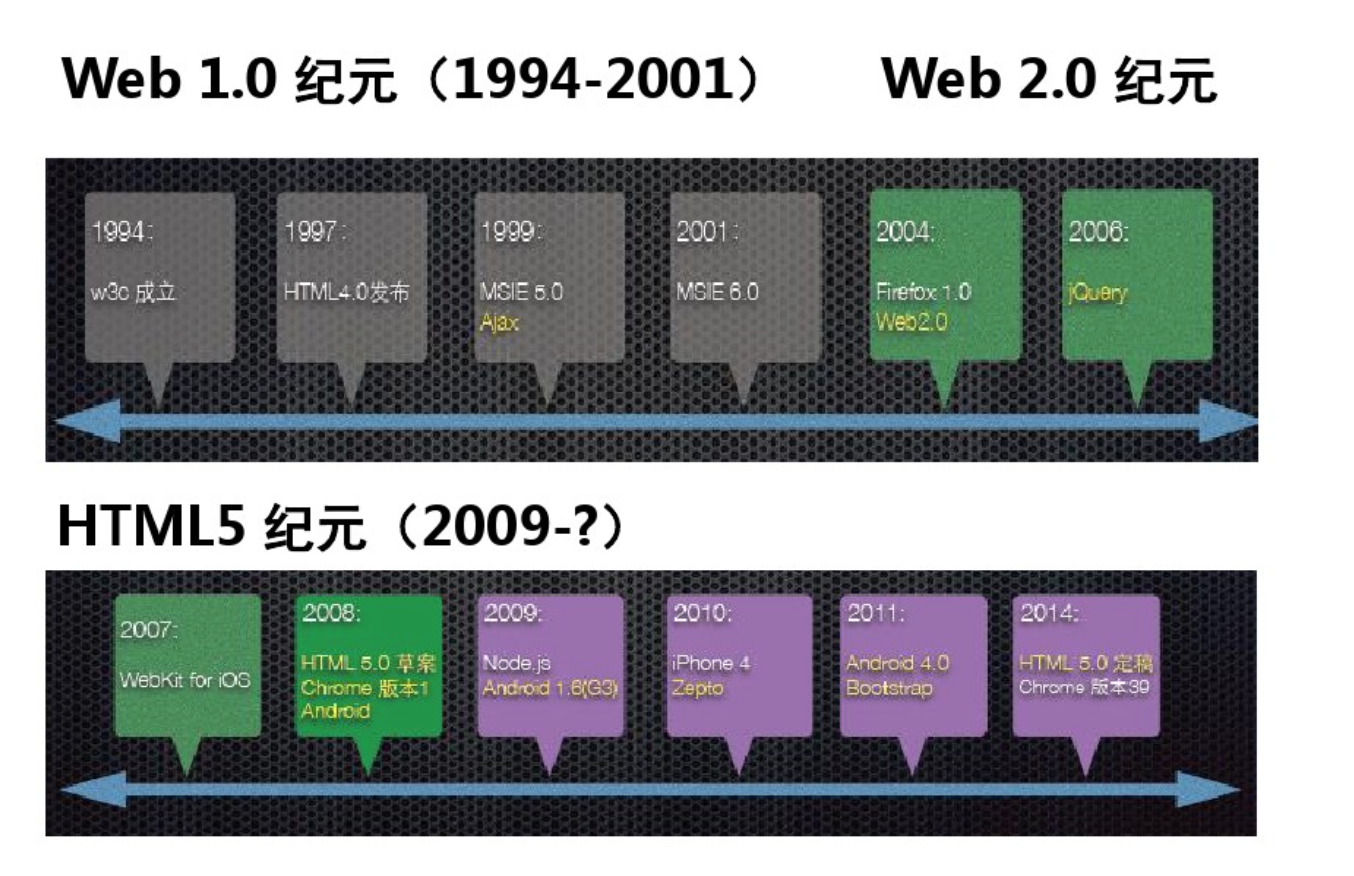 Web 1.0 纪元（1994-2001）
Web 2.0 纪元
1994:
w3c 成立
1997:
HTML4.0发布
1999:
MSIE 5.0
Ajax
2001:
MSIE 6.0
2004:
Firefox 1.0
Web2.0
2006:
jQuery
HTML5 纪元（2009-?）
2007:
WebKit for iOS
2008:
HTML 5.0 草案
Chrome 版本1
Android
2009:
Node.js
Android 1.6(G3)
2010:
iPhone 4
Zepto
2011:
Android 4.0
Bootstrap
2014:
HTML 5.0 定稿
Chrome 版本39